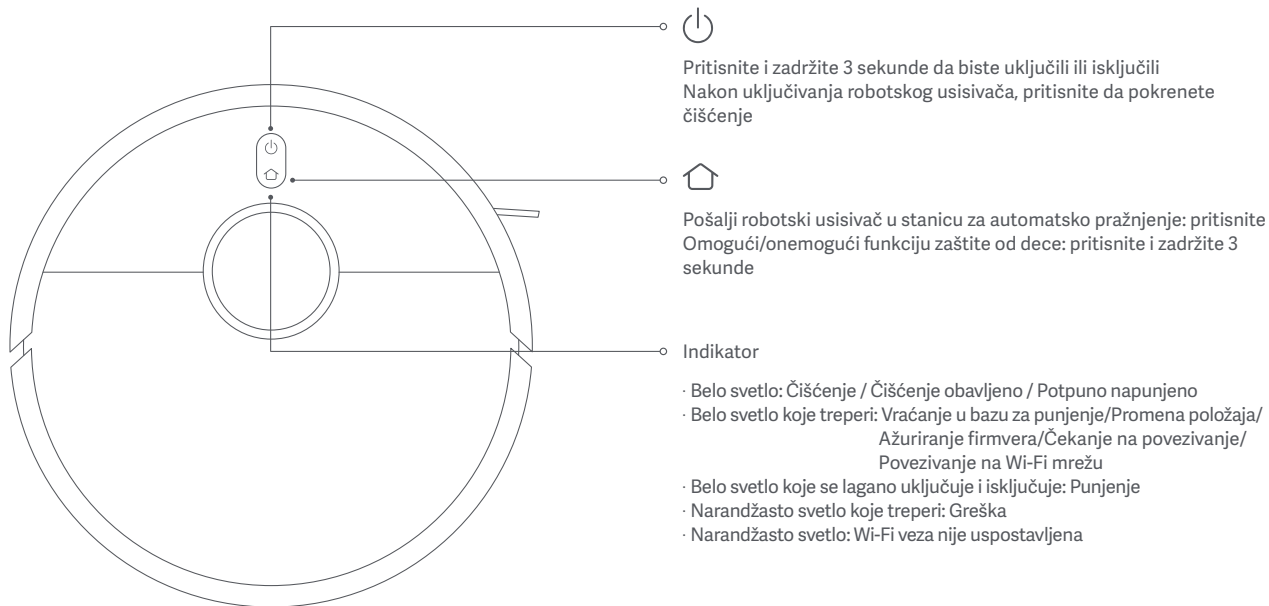 Pritisnite i zadržite 3 sekunde da biste uključili ili isključili
Nakon uključivanja robotskog usisivača, pritisnite da pokrenete
čišćenje
Pošalji robotski usisivač u stanicu za automatsko pražnjenje: pritisnite
Omogući/onemogući funkciju zaštite od dece: pritisnite i zadržite 3
sekunde
Indikator
· Belo svetlo: Čišćenje / Čišćenje obavljeno / Potpuno napunjeno
· Belo svetlo koje treperi: Vraćanje u bazu za punjenje/Promena položaja/
Ažuriranje firmvera/Čekanje na povezivanje/
Povezivanje na Wi-Fi mrežu
· Belo svetlo koje se lagano uključuje i isključuje: Punjenje
· Narandžasto svetlo koje treperi: Greška
· Narandžasto svetlo: Wi-Fi veza nije uspostavljena